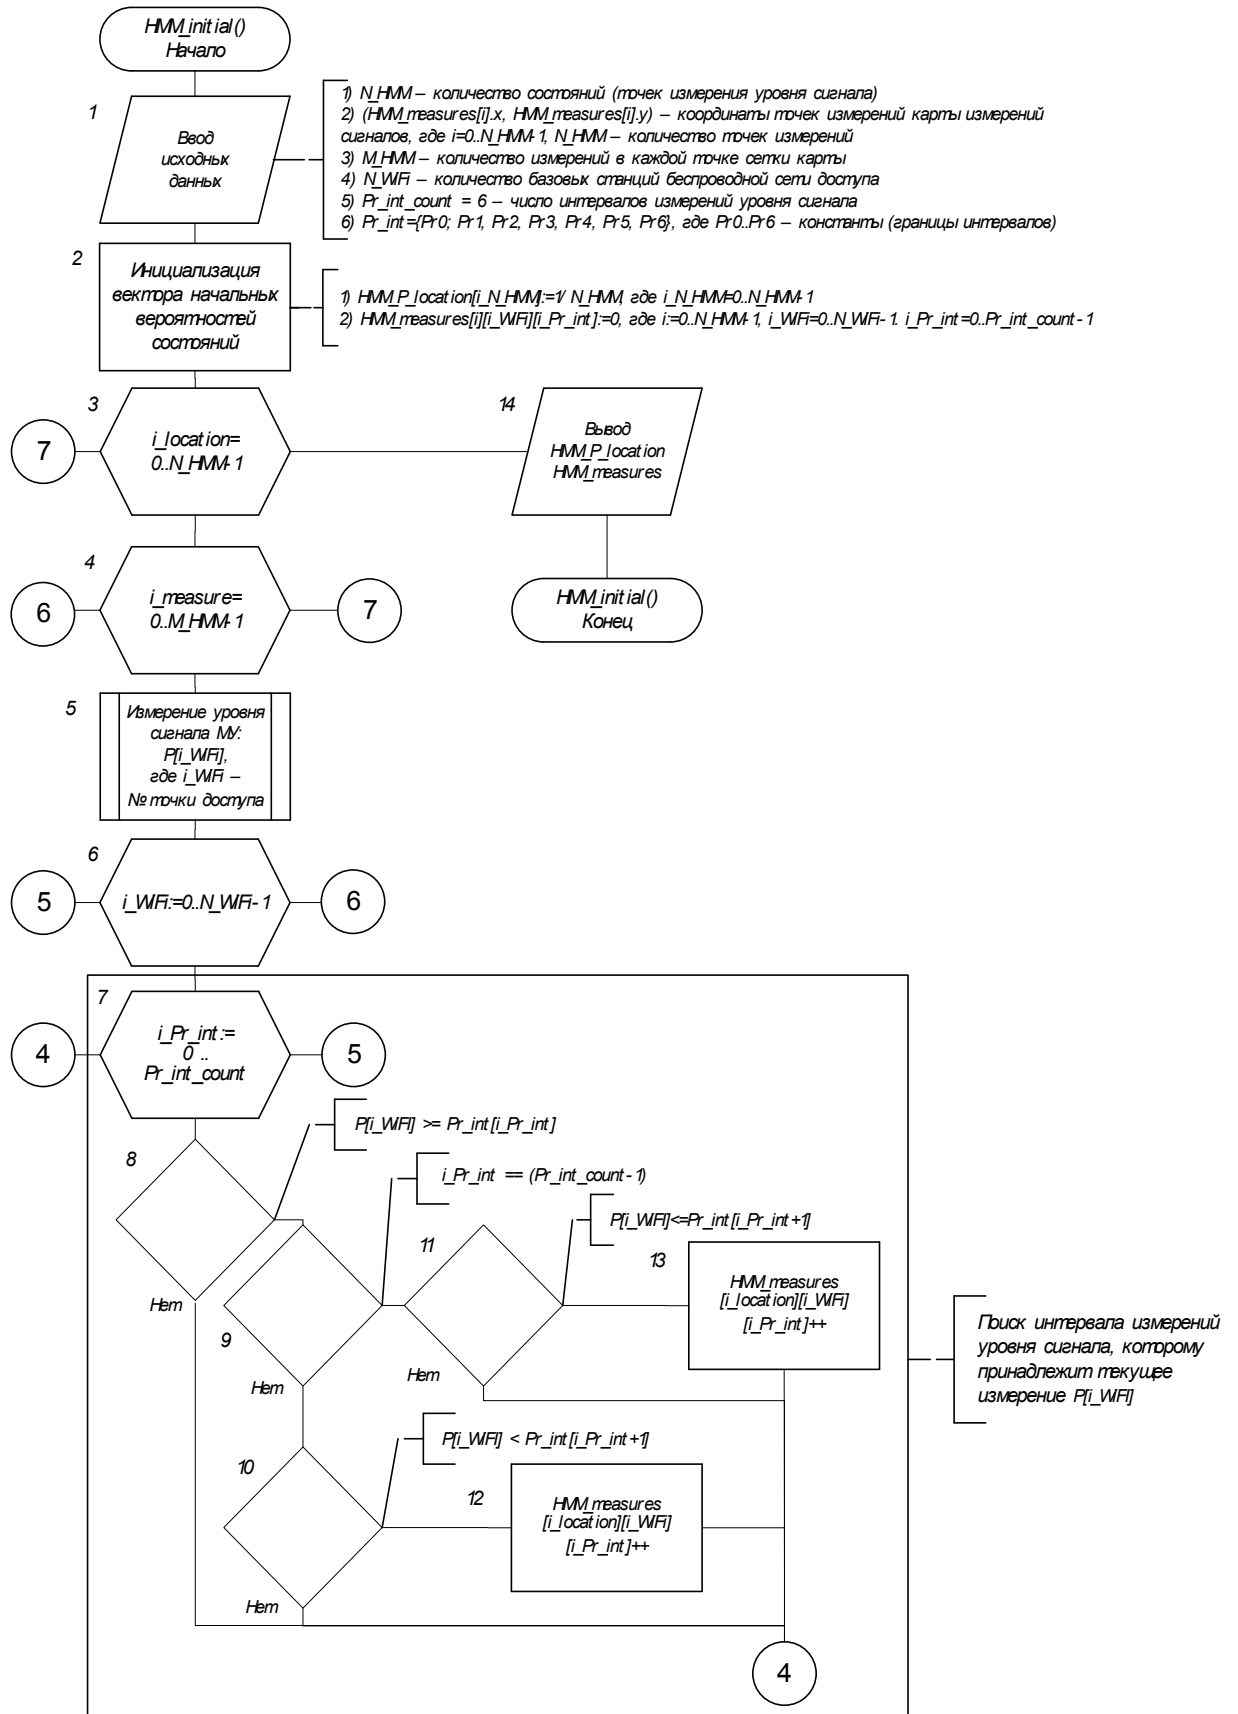 HMM_initial()
Начало
1
Ввод
исходных
данных
1) N_HMM – количество состояний (точек измерения уровня сигнала)
2) (HMM_measures[i].x, HMM_measures[i].y) – координаты точек измерений карты измерений
сигналов, где i=0..N_HMM-1, N_HMM – количество точек измерений
3) M_HMM – количество измерений в каждой точке сетки карты
4) N_WiFi – количество базовых станций беспроводной сети доступа
5) Pr_int_count = 6 – число интервалов измерений уровня сигнала
6) Pr_int={Pr0; Pr1, Pr2, Pr3, Pr4, Pr5, Pr6}, где Pr0..Pr6 – константы (границы интервалов)
2
Инициализация
вектора начальных
вероятностей
состояний
1) HMM_P_location[i_N_HMM]:=1/ N_HMM, где i_N_HMM=0..N_HMM-1
2) HMM_measures[i][i_WiFi][i_Pr_int]:=0, где i:=0..N_HMM-1, i_WiFi=0..N_WiFi-1. i_Pr_int=0..Pr_int_count-1
3
7
i_location=
0..N_HMM-1
14
Вывод
HMM_P_location
HMM_measures
4
6
i_measure=
0..M_HMM-1
7
HMM_initial()
Конец
5
Измерение уровня
сигнала МУ:
P[i_WiFi],
где i_WiFi –
№ точки доступа
6
5
i_WiFi:=0..N_WiFi-1
6
7
4
i_Pr_int:=
0 ..
Pr_int_count
5
P[i_WiFI] >= Pr_int[i_Pr_int]
8
i_Pr_int == (Pr_int_count-1)
P[i_WiFI]<=Pr_int[i_Pr_int+1]
11
13
HMM_measures
[i_location][i_WiFI]
[i_Pr_int]++
Нет
9
Нет
Нет
Поиск интервала измерений
уровня сигнала, которому
принадлежит текущее
измерение P[i_WiFI]
P[i_WiFI] < Pr_int[i_Pr_int+1]
10
12
HMM_measures
[i_location][i_WiFI]
[i_Pr_int]++
Нет
4